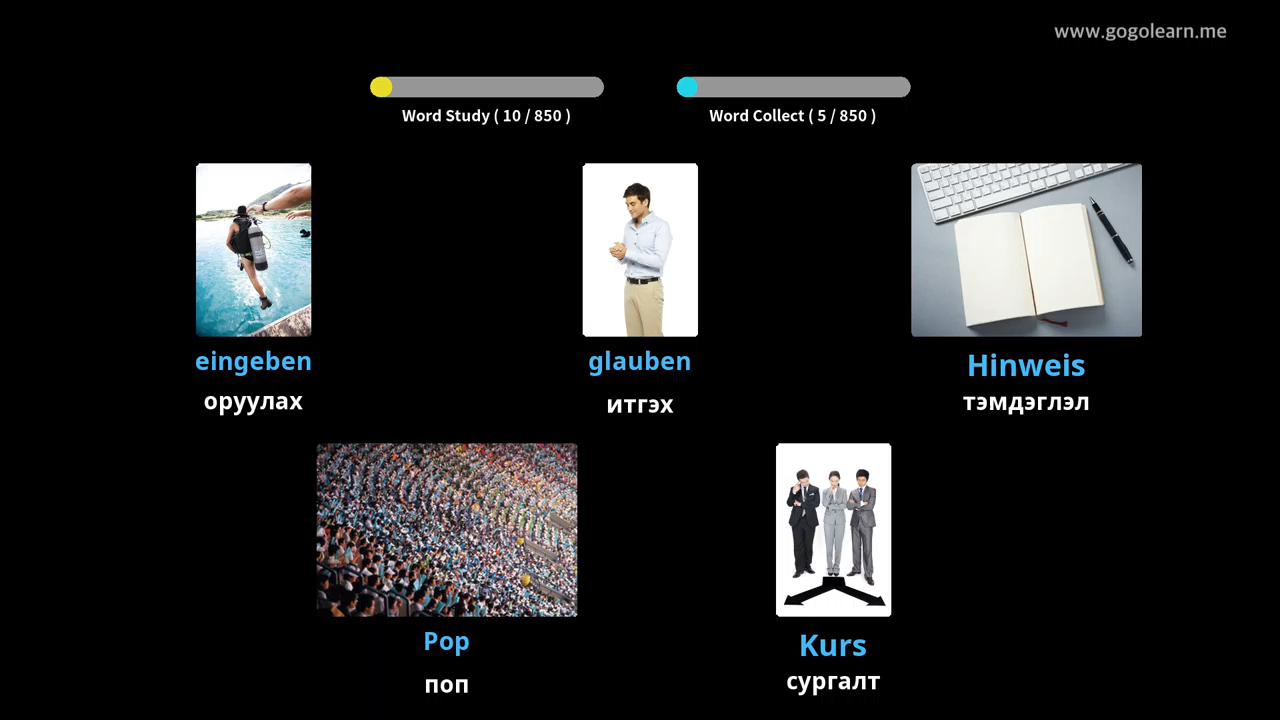 www.gogolearn.me
Word Study ( 10 / 850 )
Word Collect ( 5 / 850 )
eingeben
оруулах
glauben
итгэх
Hinweis
тэмдэглэл
Pop
поп
Kurs
сургалт